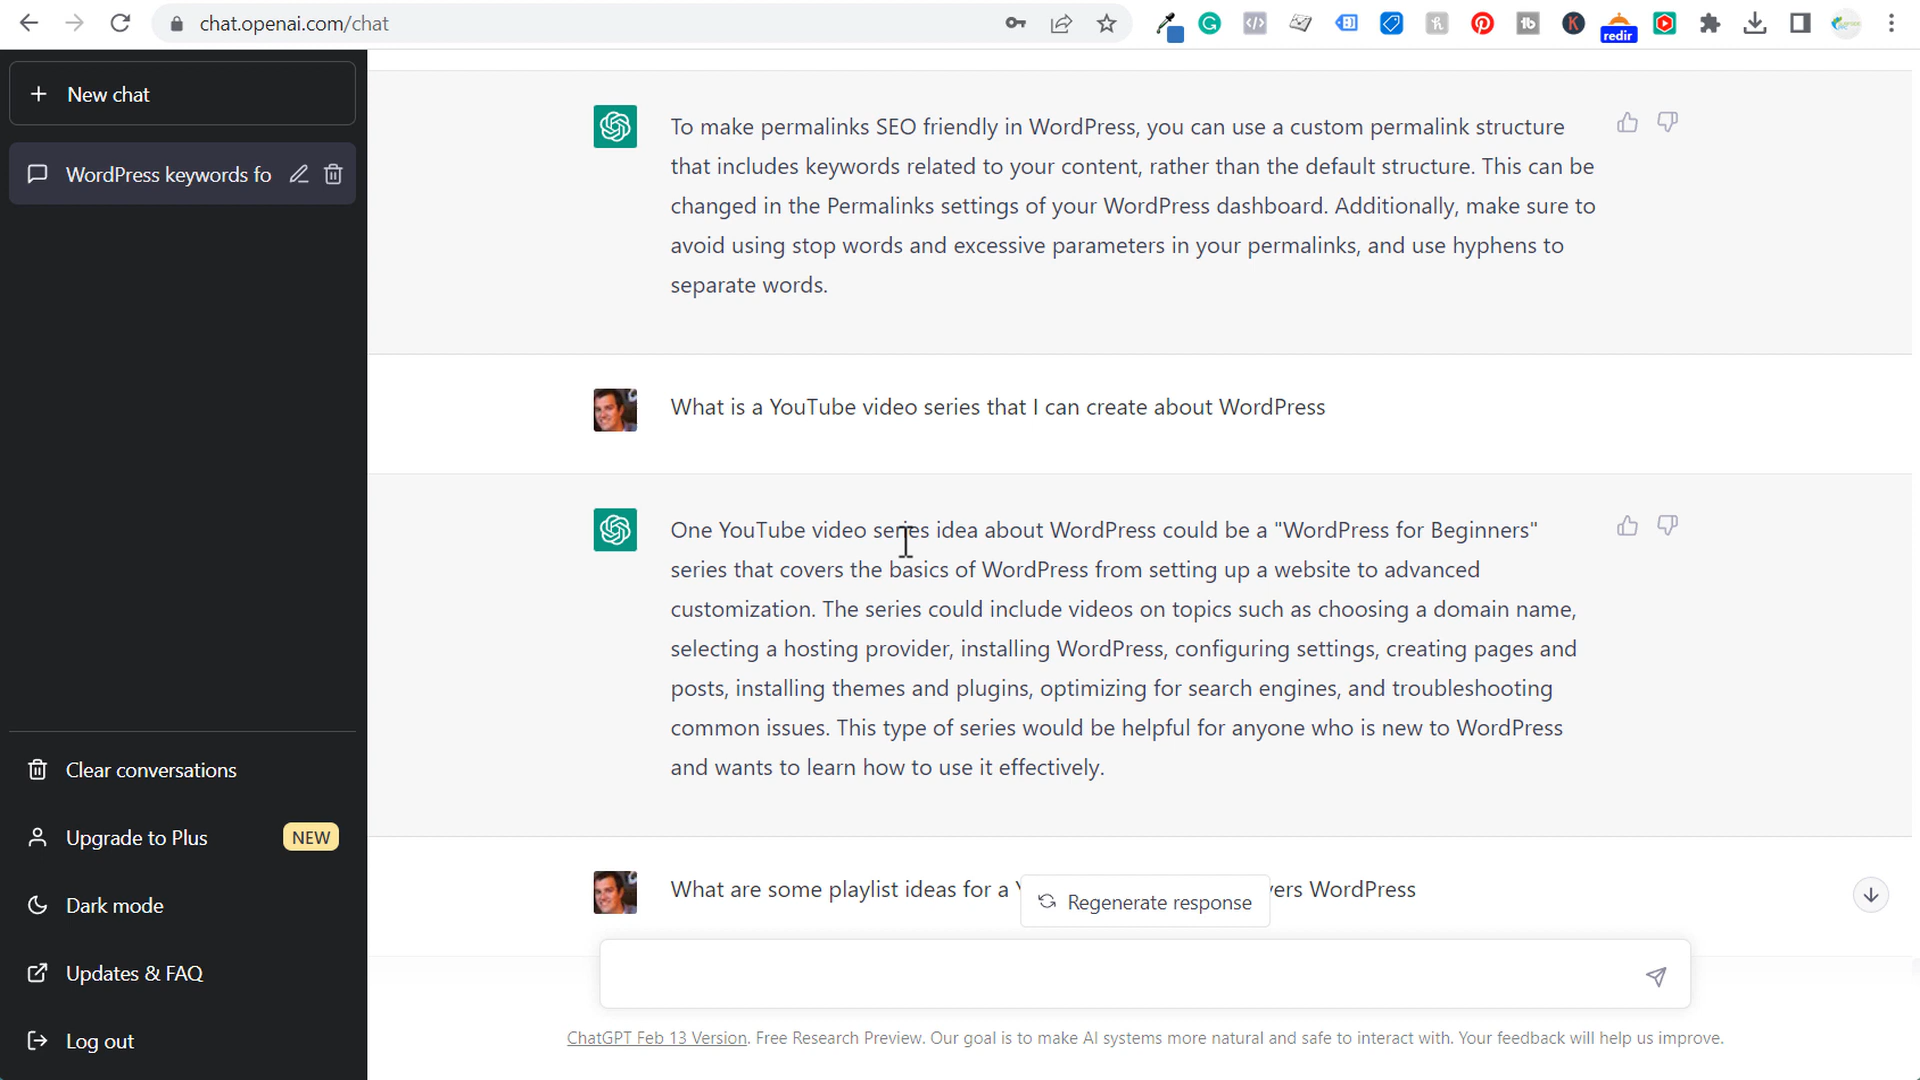 chat.openai.com/chat
redir
New chat
WordPress keywords fo
To make permalinks SEO friendly in WordPress, you can use a custom permalink structure
that includes keywords related to your content, rather than the default structure. This can be
changed in the Permalinks settings of your WordPress dashboard. Additionally, make sure to
avoid using stop words and excessive parameters in your permalinks, and use hyphens to
separate words.
What is a YouTube video series that I can create about WordPress
One YouTube video series idea about WordPress could be a "WordPress for Beginners"
series that covers the basics of WordPress from setting up a website to advanced
customization. The series could include videos on topics such as choosing a domain name,
selecting a hosting provider, installing WordPress, configuring settings, creating pages and
posts, installing themes and plugins, optimizing for search engines, and troubleshooting
common issues. This type of series would be helpful for anyone who is new to WordPress
and wants to learn how to use it effectively.
What are some playlist ideas for a vers WordPress
Regenerate response
Clear conversations
Upgrade to Plus NEW
Dark mode
Updates & FAQ
Log out
ChatGPT Feb 13 Version. Free Research Preview. Our goal is to make AI systems more natural and safe to interact with. Your feedback will help us improve.